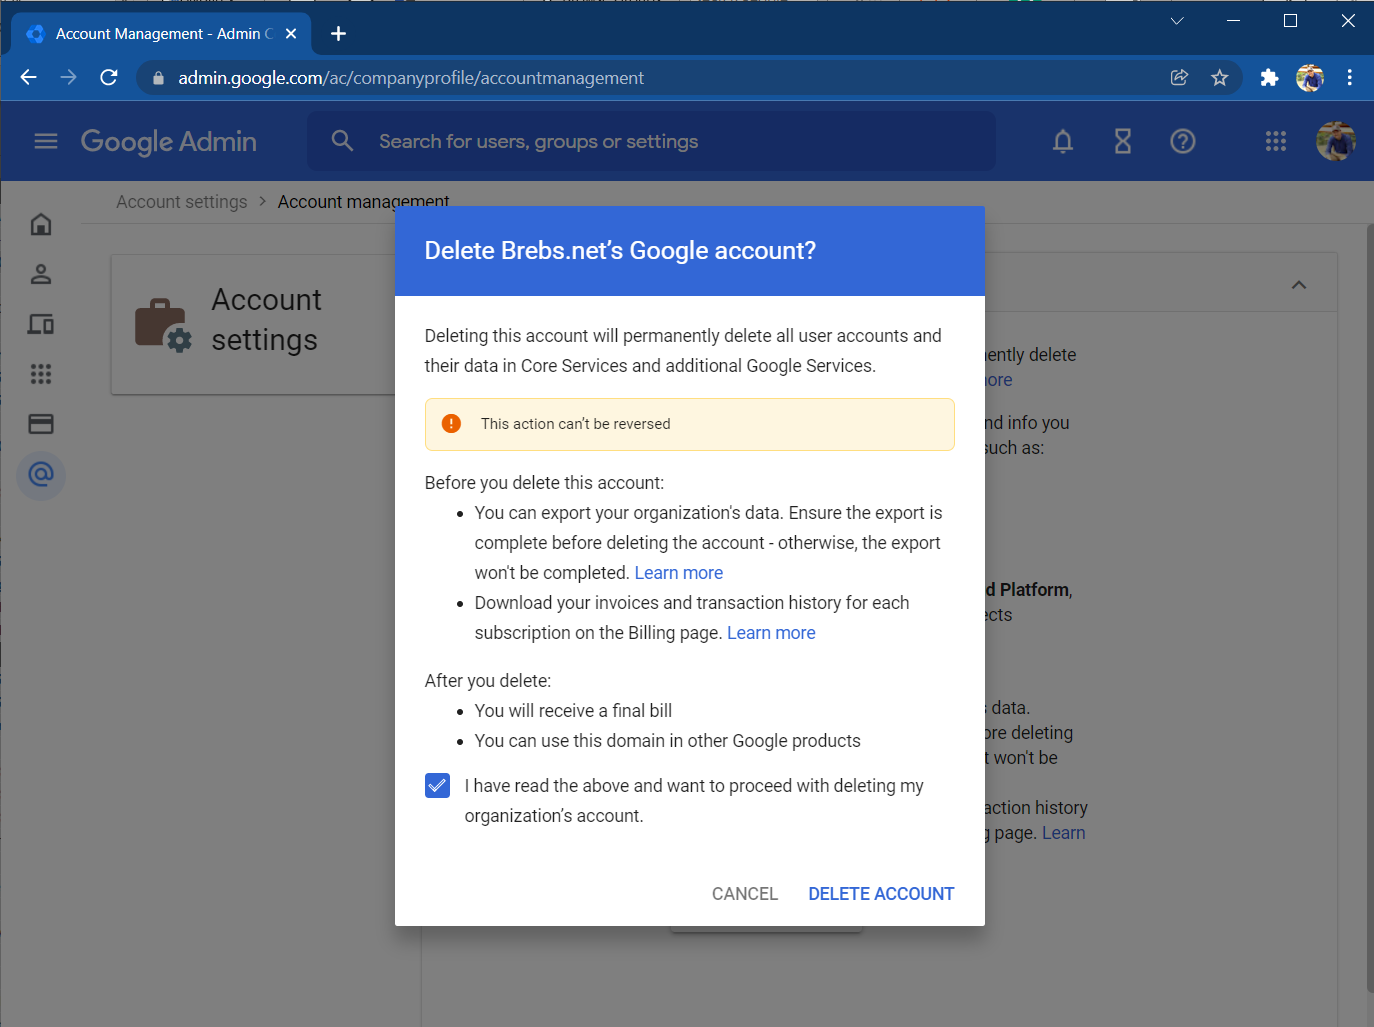 Account Management - Admin C
admin.google.com/ac/companyprofile/accountmanagement
Google Admin
Search for users, groups or settings
Account settings > Account management
Account
settings
Delete Brebs.net’s Google account?
Deleting this account will permanently delete all user accounts and
their data in Core Services and additional Google Services.
This action can’t be reversed
Before you delete this account:
• You can export your organization's data. Ensure the export is
complete before deleting the account - otherwise, the export
won't be completed. Learn more
• Download your invoices and transaction history for each
subscription on the Billing page. Learn more
After you delete:
• You will receive a final bill
• You can use this domain in other Google products
I have read the above and want to proceed with deleting my
organization’s account.
CANCEL DELETE ACCOUNT
ently delete
ore
nd info you
such as:
d Platform,
ects
data.
ore deleting
t won't be
action history
g page. Learn